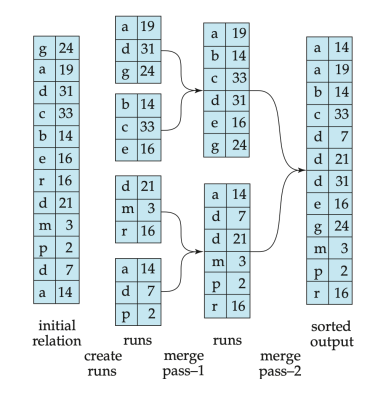 g 24
a 19
d 31
c 33
b 14
e 16
r 16
d 21
m 3
p 2
d 7
a 14
initial
relation
create
runs
a 19
d 31
g 24
b 14
c 33
e 16
d 21
m 3
r 16
a 14
d 7
p 2
runs
merge
pass–1
a 19
b 14
c 33
d 31
e 16
g 24
a 14
d 7
d 21
m 3
p 2
r 16
runs
merge
pass–2
a 14
a 19
b 14
c 33
d 7
d 21
d 31
e 16
g 24
m 3
p 2
r 16
sorted
output